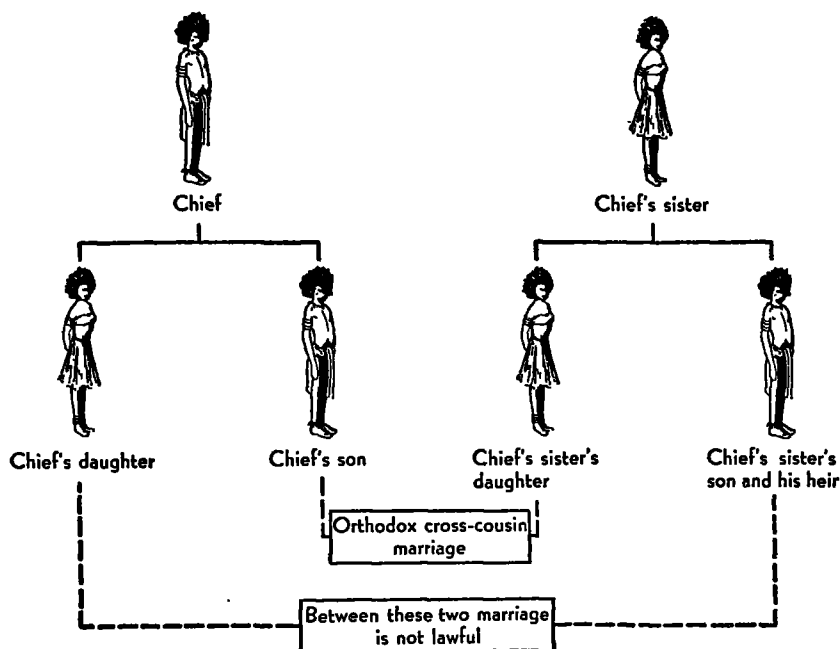 Chief
Chief's sister
Chief's daughter
Chief's son
Chief's sister's
daughter
Chief's sister's
son and his heir
Orthodox cross-cousin
marriage
Between these two marriage
is not lawful